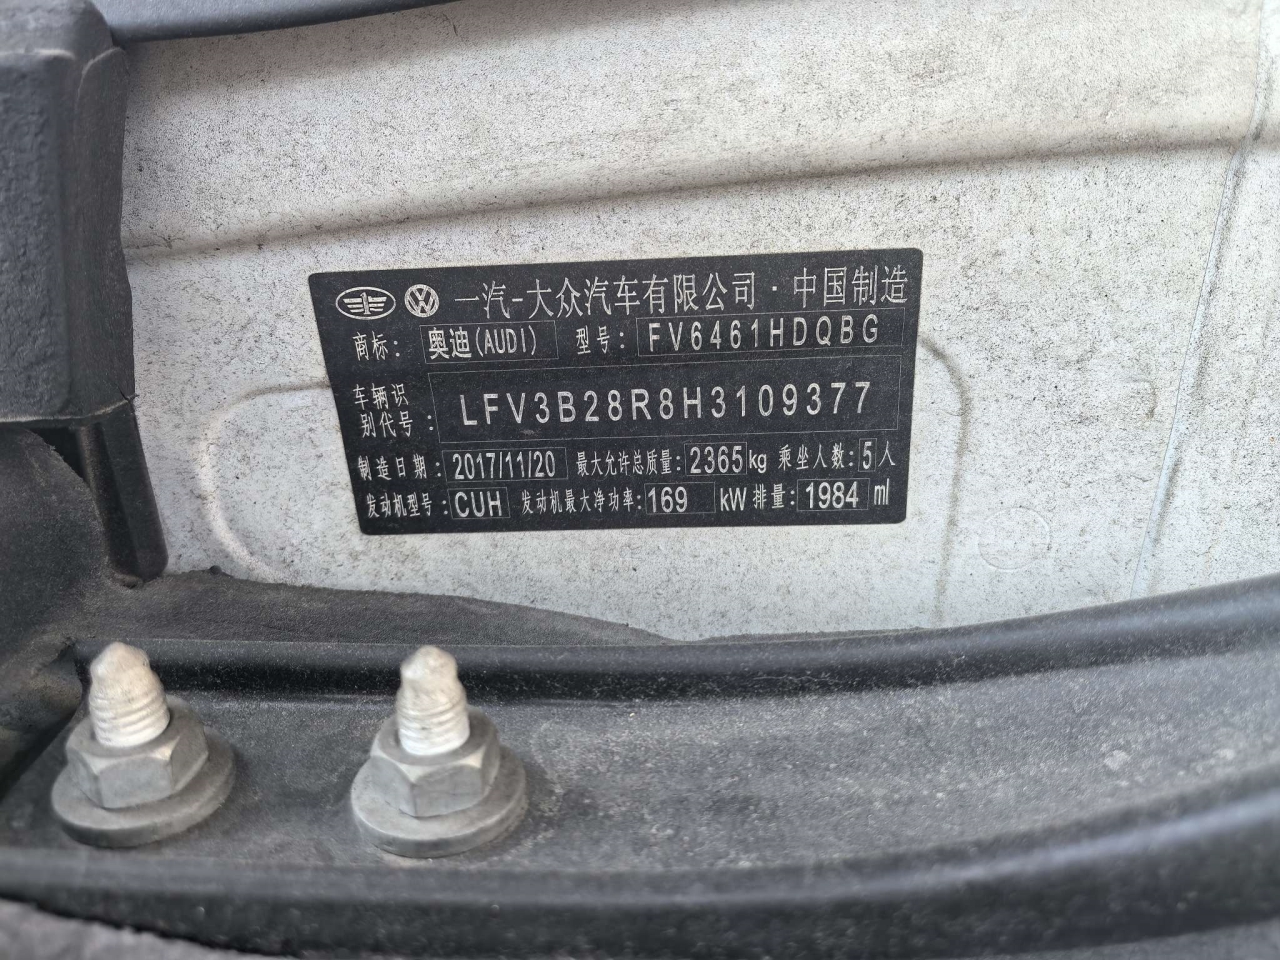 一汽-大众汽车有限公司·中国制造
商标: 奥迪(AUDI) 型号: FV6461HDQBG
车辆识别代号: LFV3B28R8H3109377
制造日期: 2017/11/20 最大允许总质量: 2365kg 乘坐人数: 5人
发动机型号: CUH 发动机最大净功率: 169 kW 排量: 1984 ml